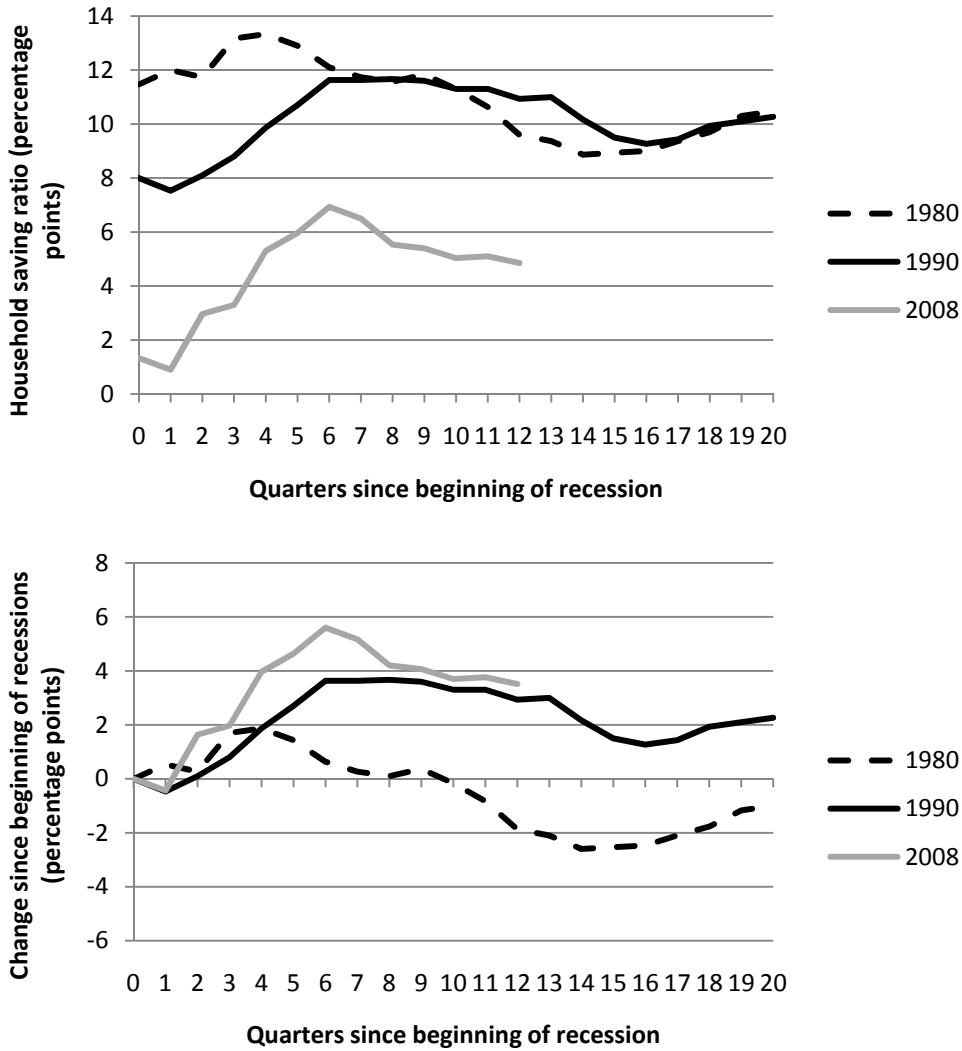 Household saving ratio (percentage
points)
14
12
10
8
6
4
2
0
0 1 2 3 4 5 6 7 8 9 10 11 12 13 14 15 16 17 18 19 20
Quarters since beginning of recession
1980
1990
2008
Change since beginning of recessions
(percentage points)
8
6
4
2
0
-2
-4
-6
0 1 2 3 4 5 6 7 8 9 10 11 12 13 14 15 16 17 18 19 20
Quarters since beginning of recession
1980
1990
2008